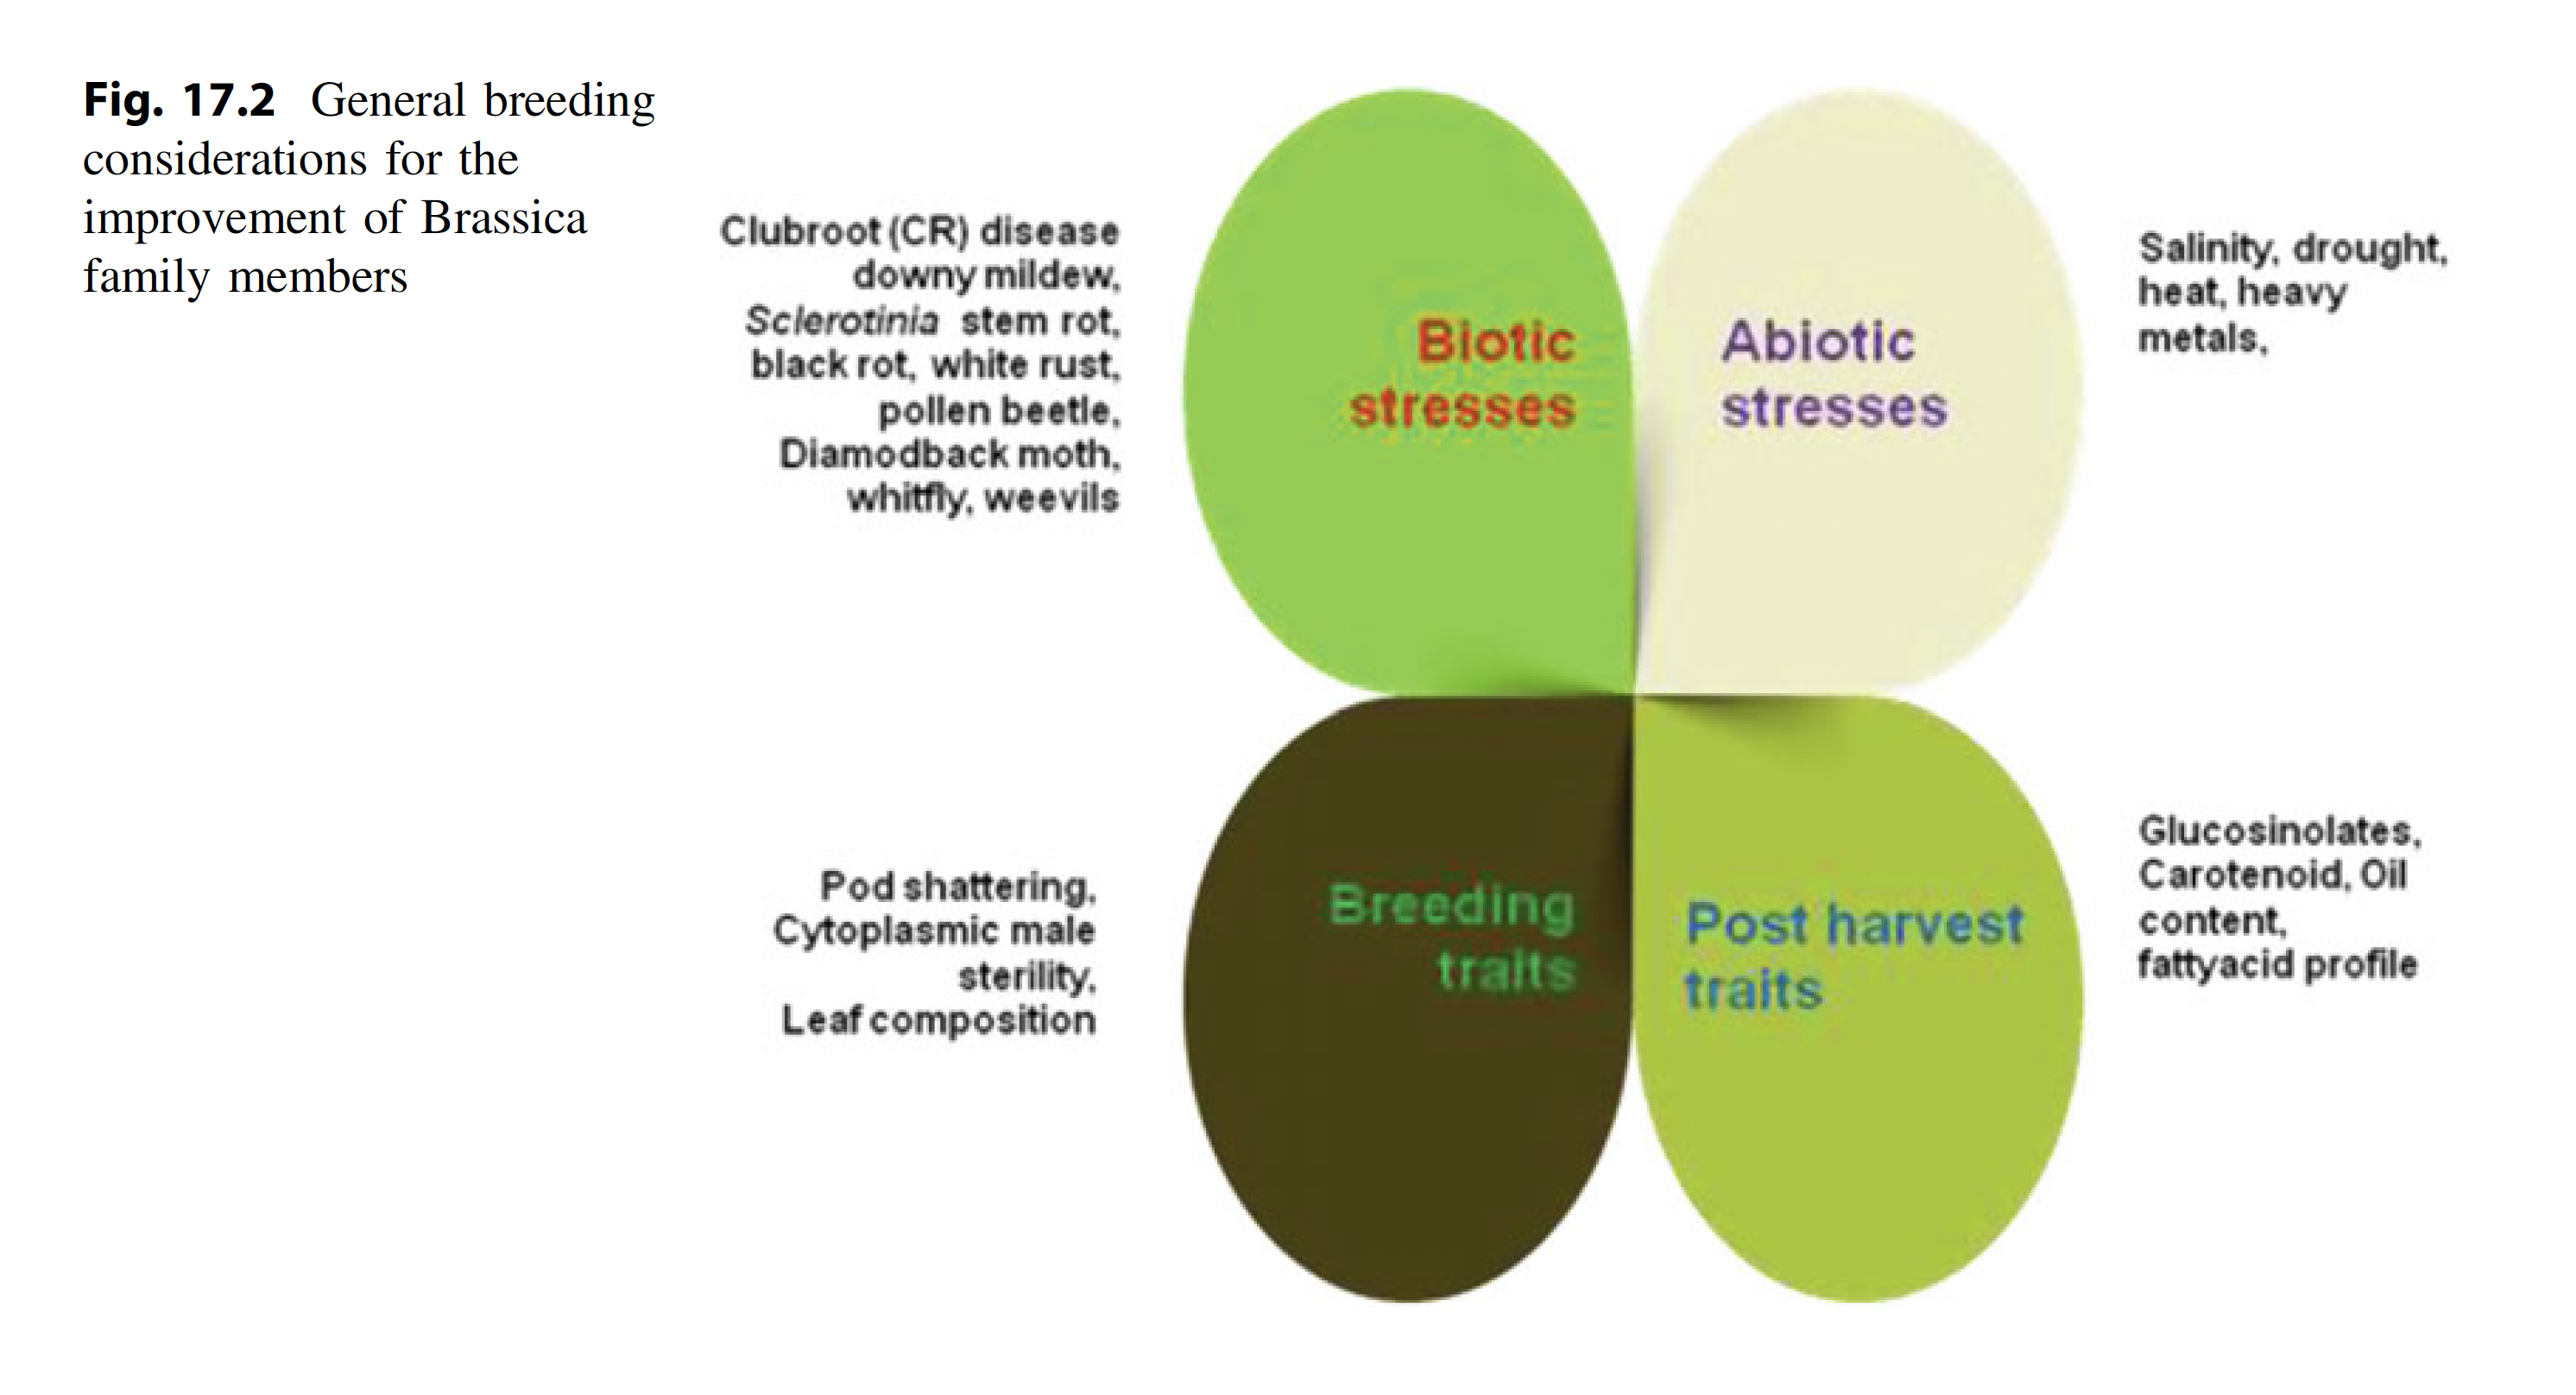 Fig. 17.2 General breeding
considerations for the
improvement of Brassica
family members
Clubroot (CR) disease
downy mildew,
Sclerotinia stem rot,
black rot, white rust,
pollen beetle,
Diamodback moth,
whitfly, weevils
Biotic
stresses
Abiotic
stresses
Salinity, drought,
heat, heavy
metals,
Pod shattering,
Cytoplasmic male
sterility,
Leaf composition
Breeding
traits
Post harvest
traits
Glucosinolates,
Carotenoid, Oil
content,
fattyacid profile